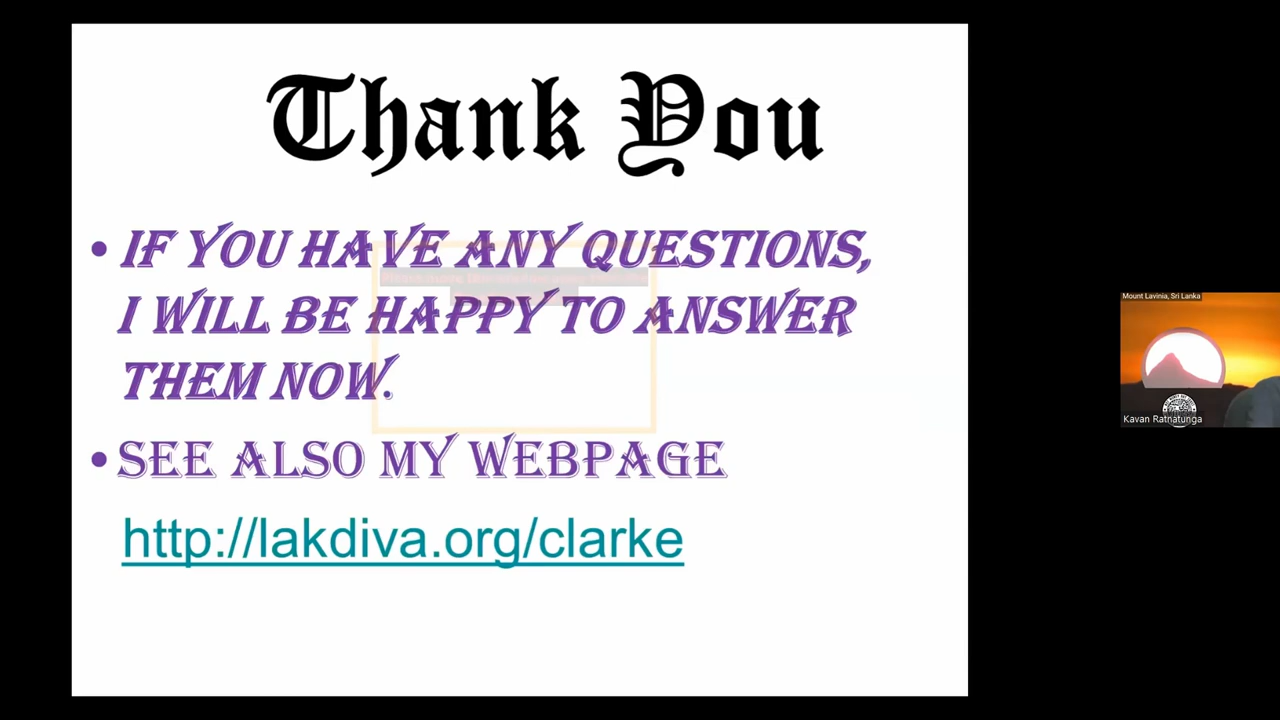 Thank You
• IF YOU HAVE ANY QUESTIONS,
I WILL BE HAPPY TO ANSWER
THEM NOW.
• SEE ALSO MY WEBPAGE
http://lakdiva.org/clarke
Mount Lavinia, Sri Lanka
Kavan Ratnatunga